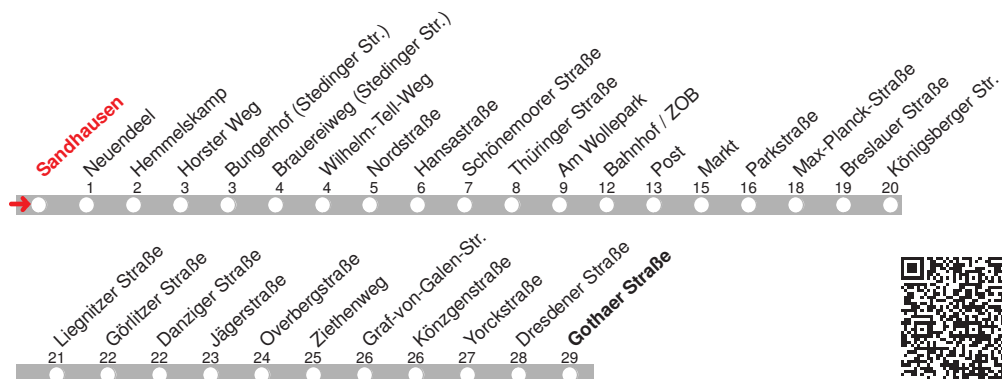 Sandhausen
Neuendeel
Hemmelskamp
Horster Weg
Bungerhof (Stedinger Str.)
Brauereiweg (Stedinger Str.)
Wilhelm-Tell-Weg
Nordstraße
Hansastraße
Schönemoorer Straße
Thüringer Straße
Am Wollepark
Bahnhof / ZOB
Post
Markt
Parkstraße
Max-Planck-Straße
Breslauer Straße
Königsberger Str.
1 2 3 3 4 4 5 6 7 8 9 12 13 15 16 18 19 20
Liegnitzer Straße
Görlitzer Straße
Danziger Straße
Jägerstraße
Overbergstraße
Ziethenweg
Graf-von-Galen-Str.
Könzgenstraße
Yorckstraße
Dresdener Straße
Gothaer Straße
21 22 22 23 24 25 26 26 27 28 29